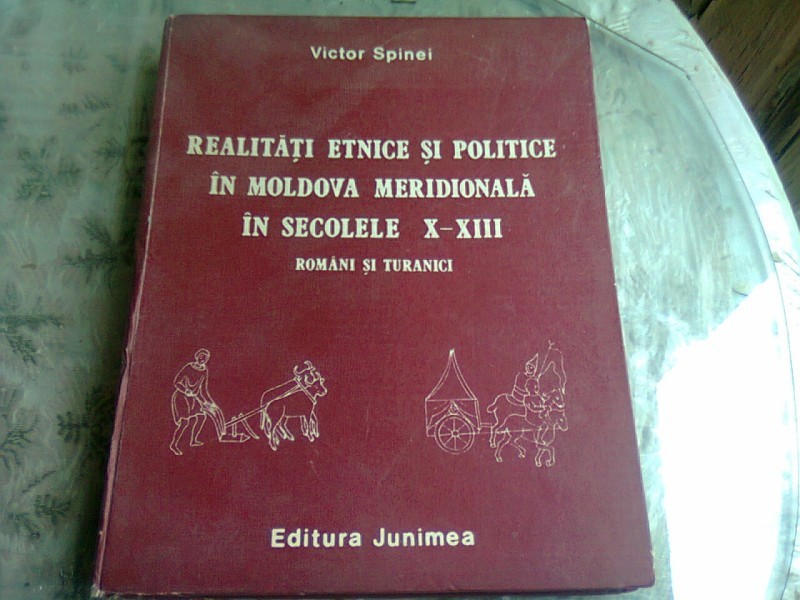 Victor Spinei
REALITĂȚI ETNICE ȘI POLITICE
ÎN MOLDOVA MERIDIONALĂ
ÎN SECOLELE X–XIII
ROMÂNI ȘI TURANICI
Editura Junimea